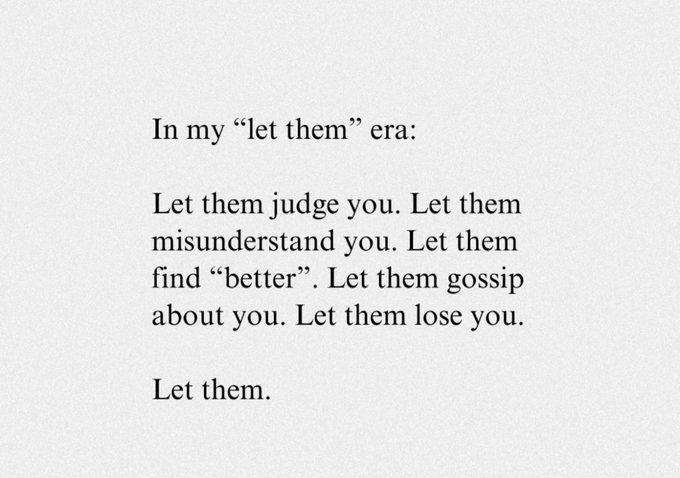 In my “let them” era:
Let them judge you. Let them
misunderstand you. Let them
find “better”. Let them gossip
about you. Let them lose you.
Let them.